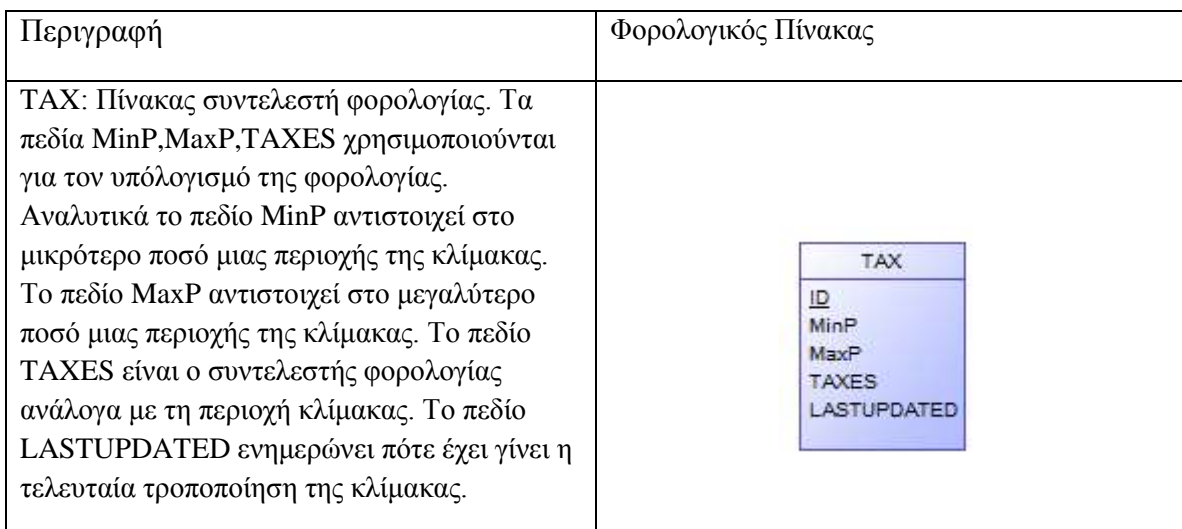 Περιγραφή
Φορολογικός Πίνακας
TAX: Πίνακας συντελεστή φορολογίας. Τα
πεδία MinP,MaxP,TAXES χρησιμοποιούνται
για τον υπόλογισμό της φορολογίας.
Αναλυτικά το πεδίο MinP αντιστοιχεί στο
μικρότερο ποσό μιας περιοχής της κλίμακας.
Το πεδίο MaxP αντιστοιχεί στο μεγαλύτερο
ποσό μιας περιοχής της κλίμακας. Το πεδίο
TAXES είναι ο συντελεστής φορολογίας
ανάλογα με τη περιοχή κλίμακας. Το πεδίο
LASTUPDATED ενημερώνει πότε έχει γίνει η
τελευταία τροποποίηση της κλίμακας.
TAX
ID
MinP
MaxP
TAXES
LASTUPDATED